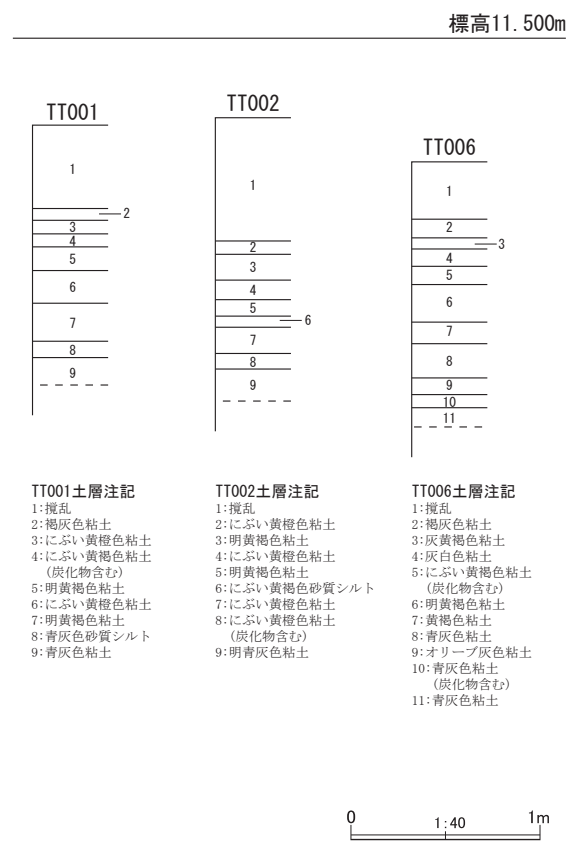 標高11.500m
TT001
1
2
3
4
5
6
7
8
9
TT002
1
2
3
4
5
6
7
8
9
TT006
1
2
3
4
5
6
7
8
9
10
11
TT001土層注記
1:攪乱
2:褐灰色粘土
3:にぶい黄橙色粘土
4:にぶい黄褐色粘土
(炭化物含む)
5:明黄褐色粘土
6:にぶい黄橙色粘土
7:明黄褐色粘土
8:青灰色砂質シルト
9:青灰色粘土
TT002土層注記
1:攪乱
2:にぶい黄橙色粘土
3:明黄褐色粘土
4:にぶい黄橙色粘土
5:明黄褐色粘土
6:にぶい黄褐色砂質シルト
7:にぶい黄橙色粘土
8:にぶい黄橙色粘土
(炭化物含む)
9:明青灰色粘土
TT006土層注記
1:攪乱
2:褐灰色粘土
3:灰黄褐色粘土
4:灰白色粘土
5:にぶい黄褐色粘土
(炭化物含む)
6:明黄褐色粘土
7:黄褐色粘土
8:青灰色粘土
9:オリーブ灰色粘土
10:青灰色粘土
(炭化物含む)
11:青灰色粘土
0 1:40 1m